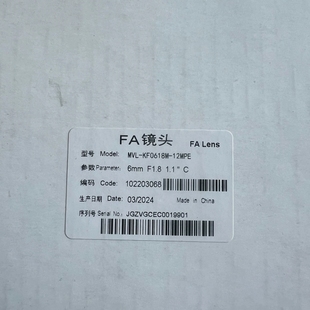 FA镜头 FA Lens
型号 Model: MVL-KF0618M-12MPE
参数 Parameter: 6mm F1.8 1.1" C
编码 Code: 102203068
生产日期 Date: 03/2024 Made in China
序列号 Serial No.: JGZVGCEC0019901